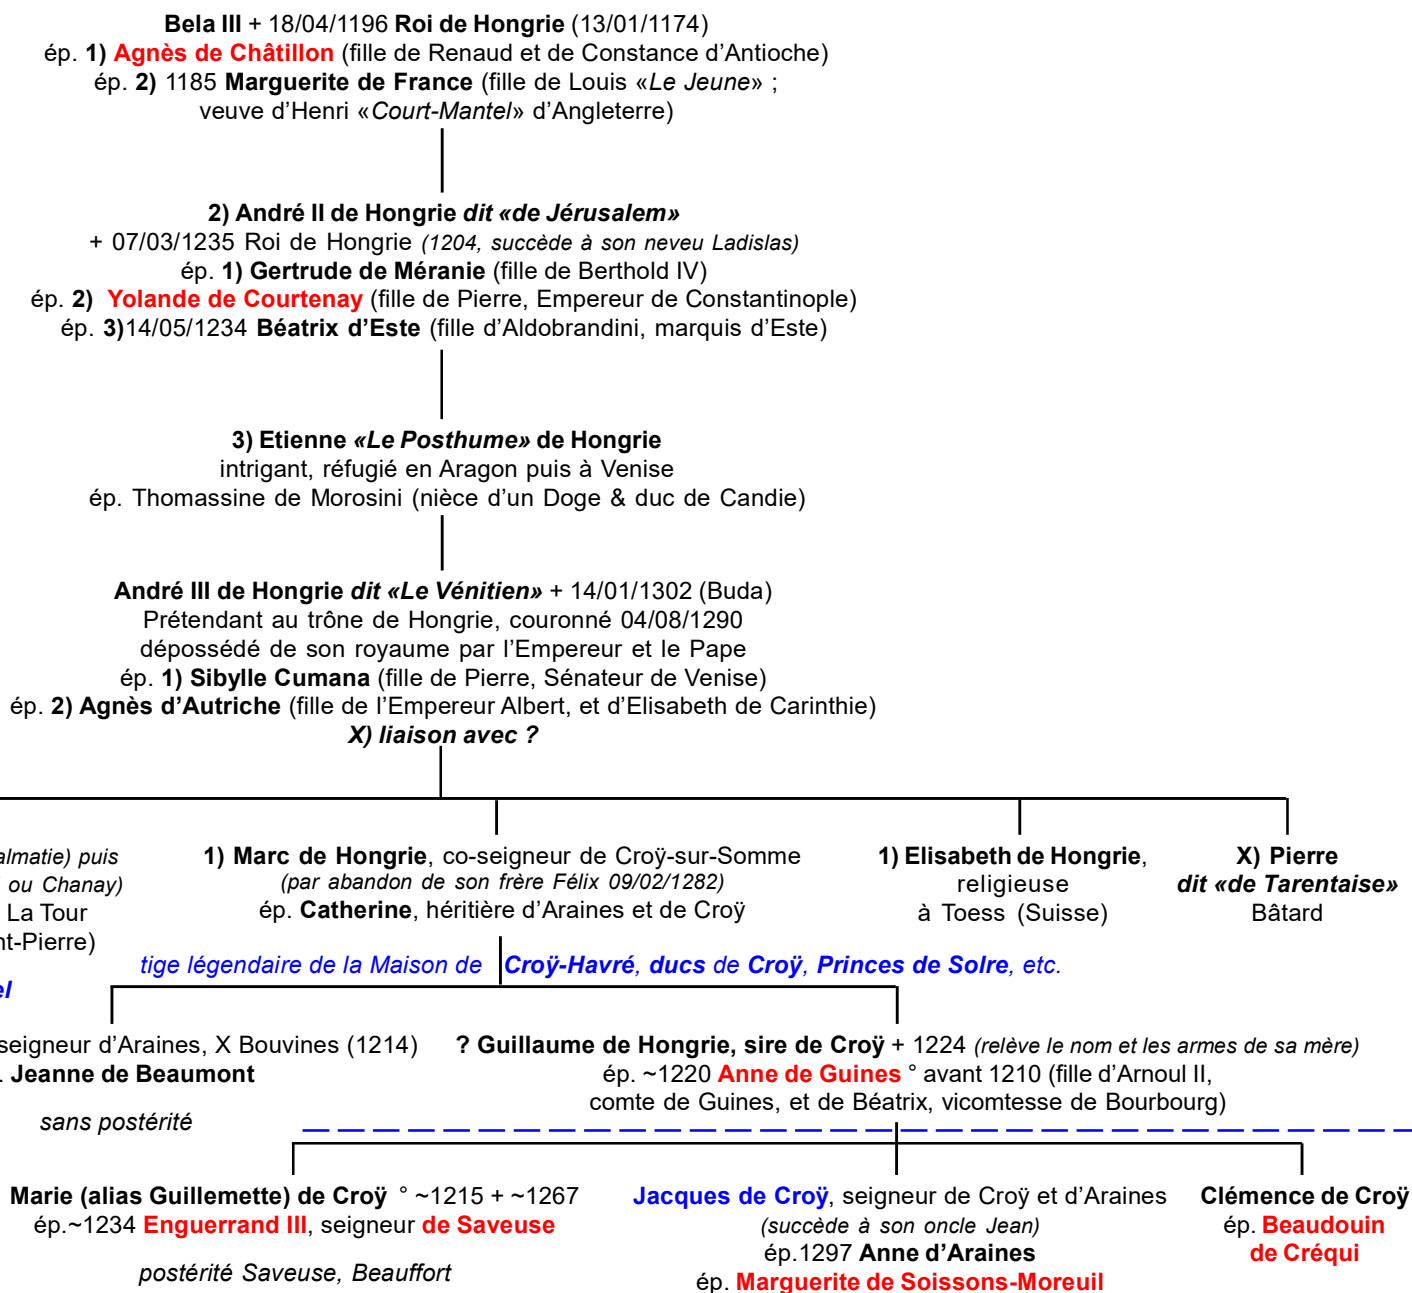 Bela III + 18/04/1196 Roi de Hongrie (13/01/1174)
ép. 1) Agnès de Châtillon (fille de Renaud et de Constance d’Antioche)
ép. 2) 1185 Marguerite de France (fille de Louis «Le Jeune» ;
veuve d’Henri «Court-Mantel» d’Angleterre)
2) André II de Hongrie dit «de Jérusalem»
+ 07/03/1235 Roi de Hongrie (1204, succède à son neveu Ladislas)
ép. 1) Gertrude de Méranie (fille de Berthold IV)
ép. 2) Yolande de Courtenay (fille de Pierre, Empereur de Constantinople)
ép. 3)14/05/1234 Béatrix d’Este (fille d’Aldobrandini, marquis d’Este)
3) Etienne «Le Posthume» de Hongrie
intrigant, réfugié en Aragon puis à Venise
ép. Thomassine de Morosini (nièce d’un Doge & duc de Candie)
André III de Hongrie dit «Le Vénitien» + 14/01/1302 (Buda)
Prétendant au trône de Hongrie, couronné 04/08/1290
dépossédé de son royaume par l’Empereur et le Pape
ép. 1) Sibylle Cumana (fille de Pierre, Sénateur de Venise)
ép. 2) Agnès d’Autriche (fille de l’Empereur Albert, et d’Elisabeth de Carinthie)
X) liaison avec ?
almatie) puis
ou Chanay)
La Tour
nt-Pierre)
el
1) Marc de Hongrie, co-seigneur de Croÿ-sur-Somme
(par abandon de son frère Félix 09/02/1282)
ép. Catherine, héritière d’Araines et de Croÿ
1) Elisabeth de Hongrie,
religieuse
à Toess (Suisse)
X) Pierre
dit «de Tarentaise»
Bâtard
tige légendaire de la Maison de Croÿ-Havré, ducs de Croÿ, Princes de Solre, etc.
seigneur d’Araines, X Bouvines (1214)
. Jeanne de Beaumont
sans postérité
? Guillaume de Hongrie, sire de Croÿ + 1224 (relève le nom et les armes de sa mère)
ép. ~1220 Anne de Guines ° avant 1210 (fille d’Arnoul II,
comte de Guines, et de Béatrix, vicomtesse de Bourbourg)
Marie (alias Guillemette) de Croÿ ° ~1215 + ~1267
ép.~1234 Enguerrand III, seigneur de Saveuse
postérité Saveuse, Beauffort
Jacques de Croÿ, seigneur de Croÿ et d’Araines
(succède à son oncle Jean)
ép.1297 Anne d’Araines
ép. Marguerite de Soissons-Moreuil
Clémence de Croÿ
ép. Beaudouin
de Créqui